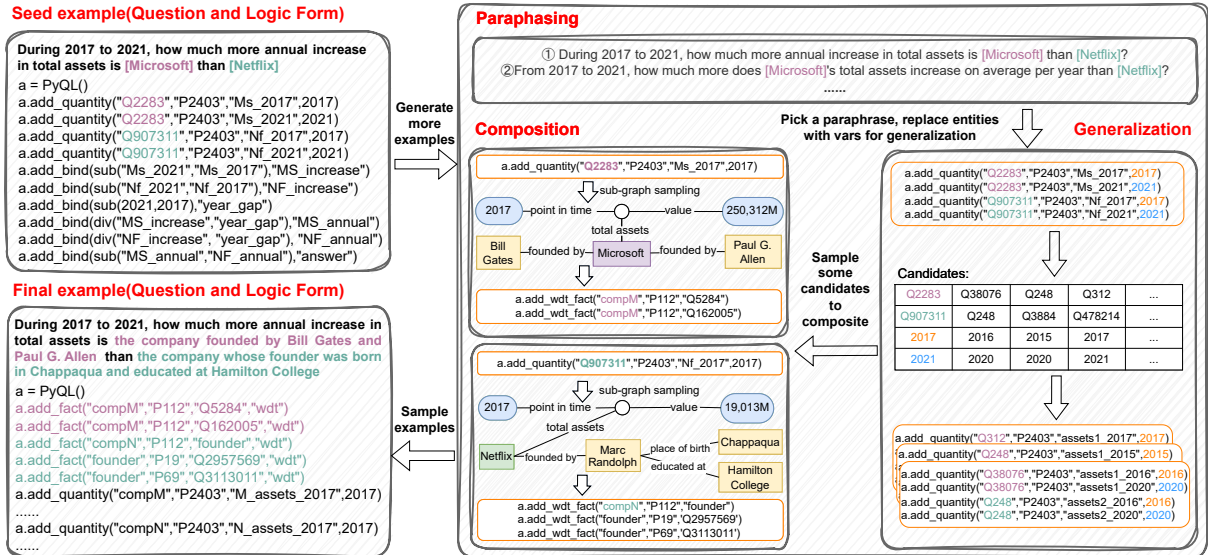 Seed example(Question and Logic Form)
During 2017 to 2021, how much more annual increase
in total assets is [Microsoft] than [Netflix]
a = PyQL()
a.add_quantity("Q2283","P2403","Ms_2017",2017)
a.add_quantity("Q2283","P2403","Ms_2021",2021)
a.add_quantity("Q907311","P2403","Nf_2017",2017)
a.add_quantity("Q907311","P2403","Nf_2021",2021)
a.add_bind(sub("Ms_2021","Ms_2017"),"MS_increase")
a.add_bind(sub("Nf_2021","Nf_2017"),"NF_increase")
a.add_bind(sub(2021,2017),"year_gap")
a.add_bind(div("MS_increase","year_gap"),"MS_annual")
a.add_bind(div("NF_increase", "year_gap"), "NF_annual")
a.add_bind(sub("MS_annual","NF_annual"),"answer")
Final example(Question and Logic Form)
During 2017 to 2021, how much more annual increase in
total assets is the company founded by Bill Gates and
Paul G. Allen than the company whose founder was born
in Chappaqua and educated at Hamilton College
a = PyQL()
a.add_fact("compM","P112","Q5284","wdt")
a.add_fact("compM","P112","Q162005","wdt")
a.add_fact("compN","P112","founder","wdt")
a.add_fact("founder","P19","Q2957569","wdt")
a.add_fact("founder","P69","Q3113011","wdt")
a.add_quantity("compM","P2403","M_assets_2017",2017)
......
a.add_quantity("compN","P2403","N_assets_2017",2017)
......
Generate
more
examples
Sample
examples
Paraphasing
① During 2017 to 2021, how much more annual increase in total assets is [Microsoft] than [Netflix]?
②From 2017 to 2021, how much more does [Microsoft]'s total assets increase on average per year than [Netflix]?
......
Pick a paraphrase, replace entities
with vars for generalization
Composition
a.add_quantity("Q2283","P2403","Ms_2017",2017)
sub-graph sampling
2017
point in time
value
250,312M
total assets
Bill
Gates
founded by
Microsoft
founded by
Paul G.
Allen
a.add_wdt_fact("compM","P112","Q5284")
a.add_wdt_fact("compM","P112","Q162005")
a.add_quantity("Q907311","P2403","Nf_2017",2017)
sub-graph sampling
2017
point in time
value
19,013M
total assets
Netflix
founded by
Marc
Randolph
place of birth
Chappaqua
educated at
Hamilton
College
a.add_wdt_fact("compN","P112","founder")
a.add_wdt_fact("founder","P19",'Q2957569')
a.add_wdt_fact("founder","P69",'Q3113011')
Sample
some
candidates
to
composite
Generalization
a.add_quantity("Q2283","P2403","Ms_2017",2017)
a.add_quantity("Q2283","P2403","Ms_2021",2021)
a.add_quantity("Q907311","P2403","Nf_2017",2017)
a.add_quantity("Q907311","P2403","Nf_2021",2021)
Candidates:
Q2283 Q38076 Q248 Q312 ...
Q907311 Q248 Q3884 Q478214 ...
2017 2016 2015 2017 ...
2021 2020 2020 2021 ...
a.add_quantity("Q312","P2403","assets1_2017",2017)
a.add_quantity("Q248","P2403","assets1_2015",2015)
a.add_quantity("Q38076","P2403","assets1_2016",2016)
a.add_quantity("Q38076","P2403","assets1_2020",2020)
a.add_quantity("Q248","P2403","assets2_2016",2016)
a.add_quantity("Q248","P2403","assets2_2020",2020)